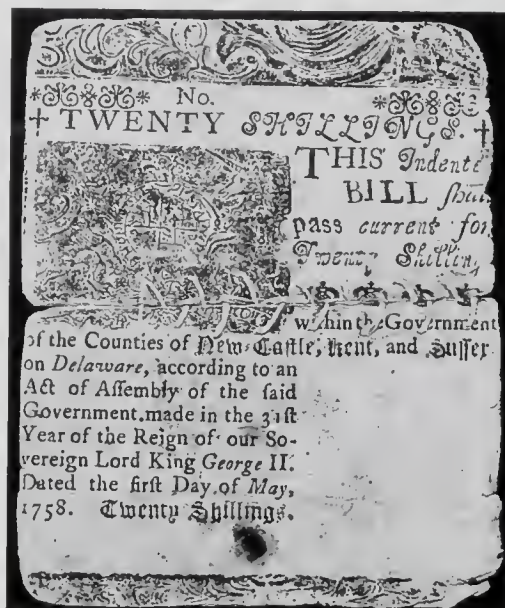 No.
TWENTY SHILLINGS.
THIS Indente
BILL shall
pass current for
Twenty Shilling
within the Government
of the Counties of New-Castle, Kent, and Sussex
on Delaware, according to an
Act of Assembly of the said
Government, made in the 31st
Year of the Reign of our So-
vereign Lord King George II.
Dated the first Day of May,
1758. Twenty Shillings.